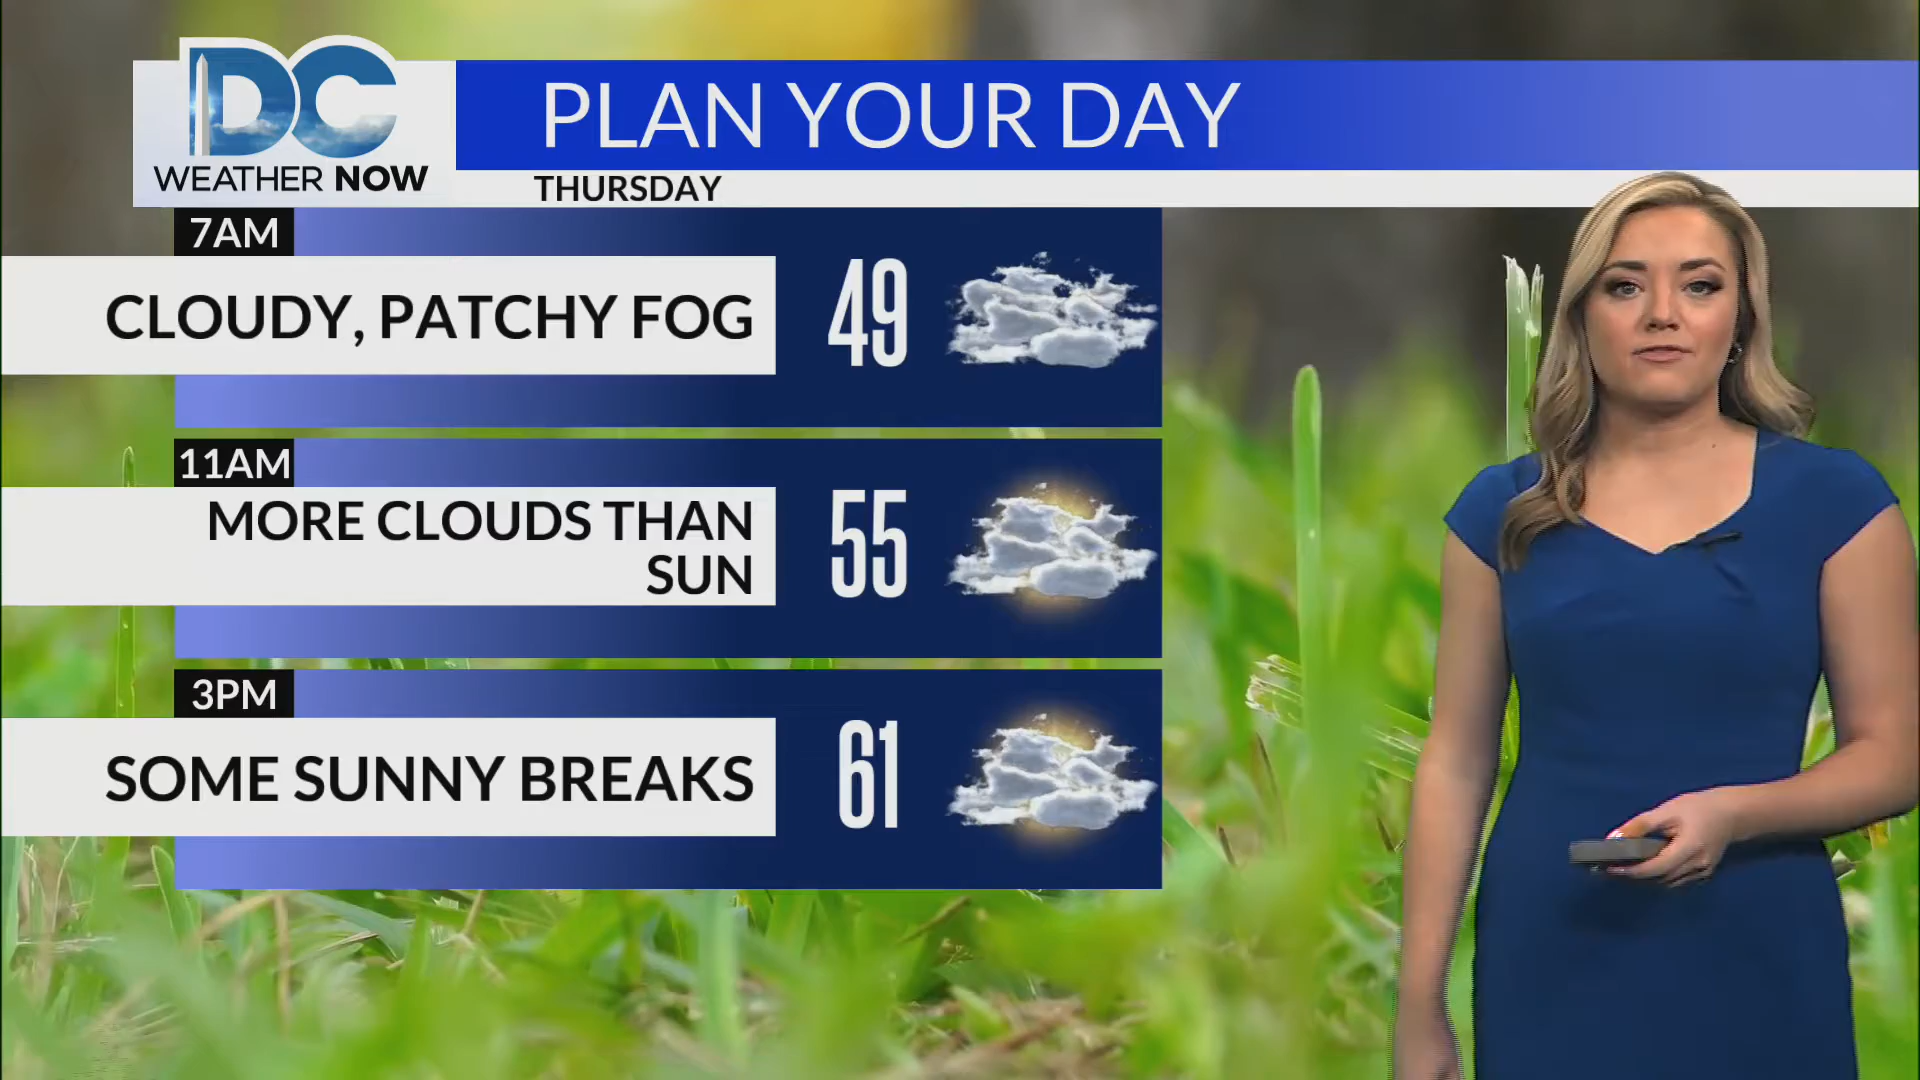 DC
WEATHER NOW
PLAN YOUR DAY
THURSDAY
7AM
CLOUDY, PATCHY FOG
49
11AM
MORE CLOUDS THAN
SUN
55
3PM
SOME SUNNY BREAKS
61